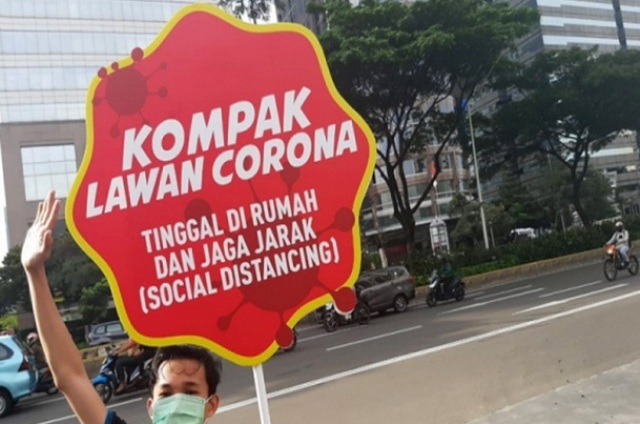 KOMPAK
LAWAN CORONA
TINGGAL DI RUMAH
DAN JAGA JARAK
(SOCIAL DISTANCING)